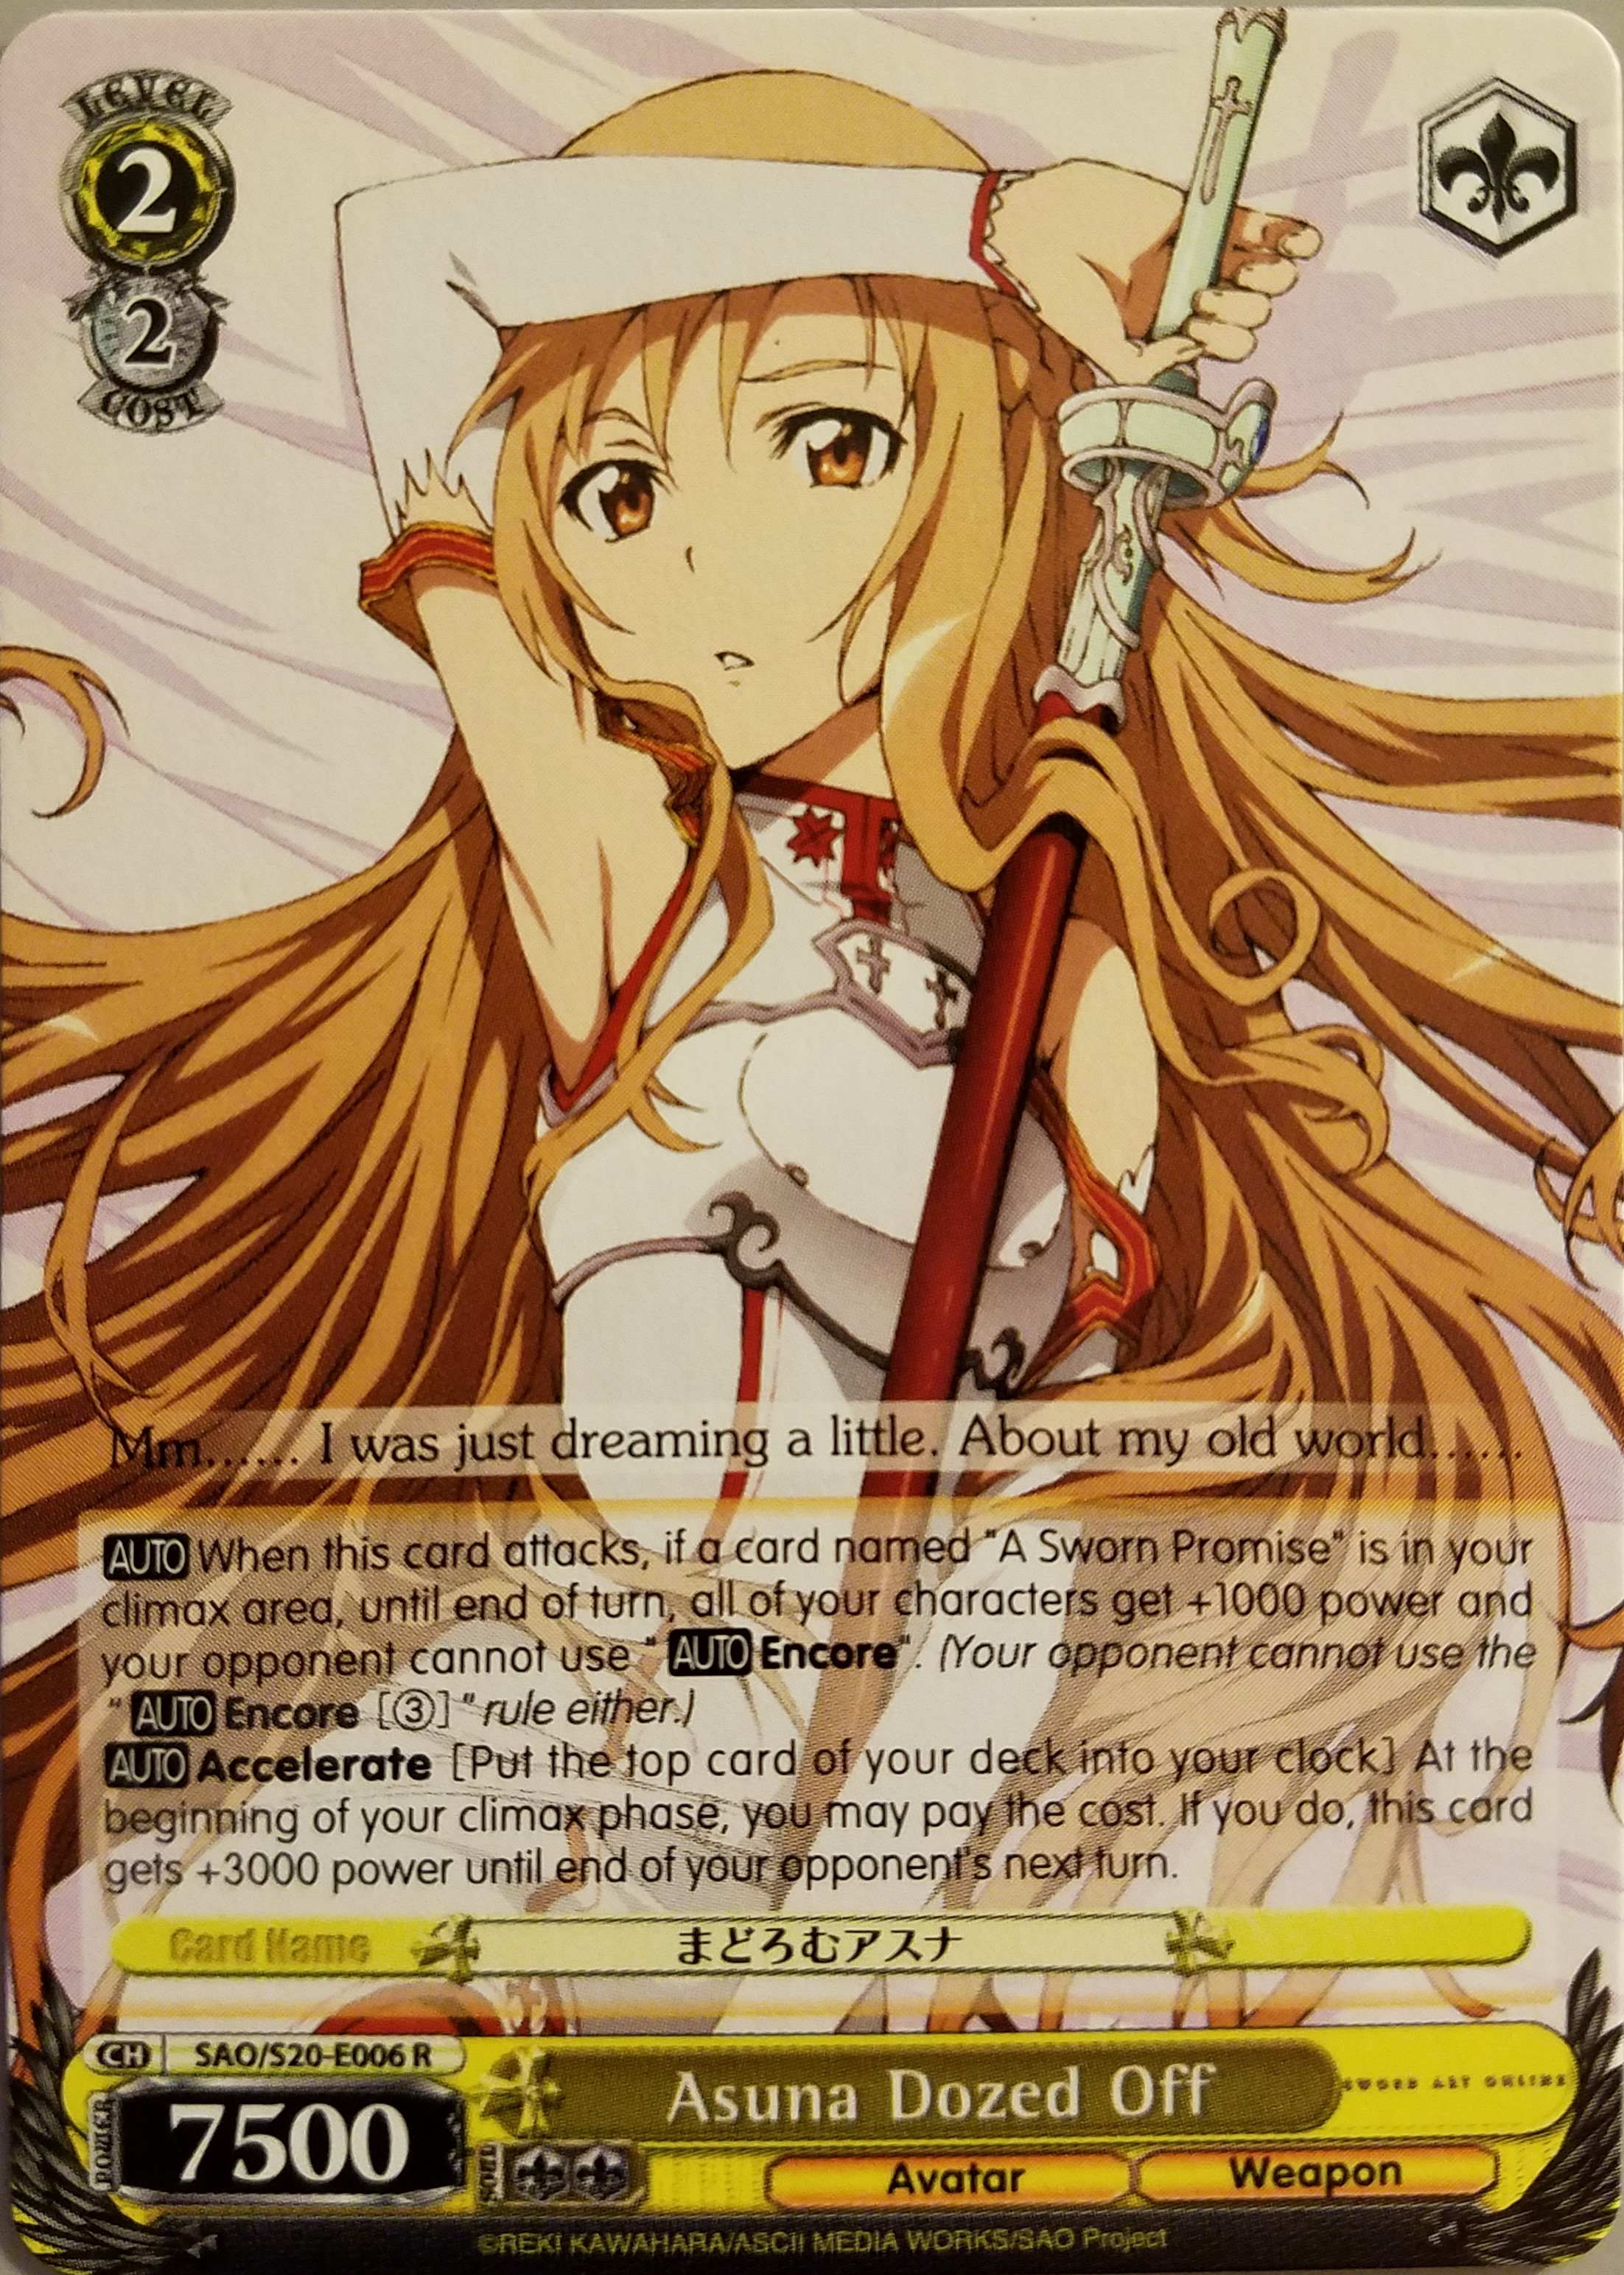 LEVEL
2
2
COST
Mm...... I was just dreaming a little. About my old world......
AUTO When this card attacks, if a card named "A Sworn Promise" is in your
climax area, until end of turn, all of your characters get +1000 power and
your opponent cannot use " AUTO Encore". (Your opponent cannot use the
" AUTO Encore [③] " rule either.)
AUTO Accelerate [Put the top card of your deck into your clock] At the
beginning of your climax phase, you may pay the cost. If you do, this card
gets +3000 power until end of your opponent's next turn.
Card Name まどろむアスナ
CH SAO/S20-E006 R
Asuna Dozed Off
SWORD ART ONLINE
POWER 7500
SOUL
Avatar Weapon
©REKI KAWAHARA/ASCII MEDIA WORKS/SAO Project